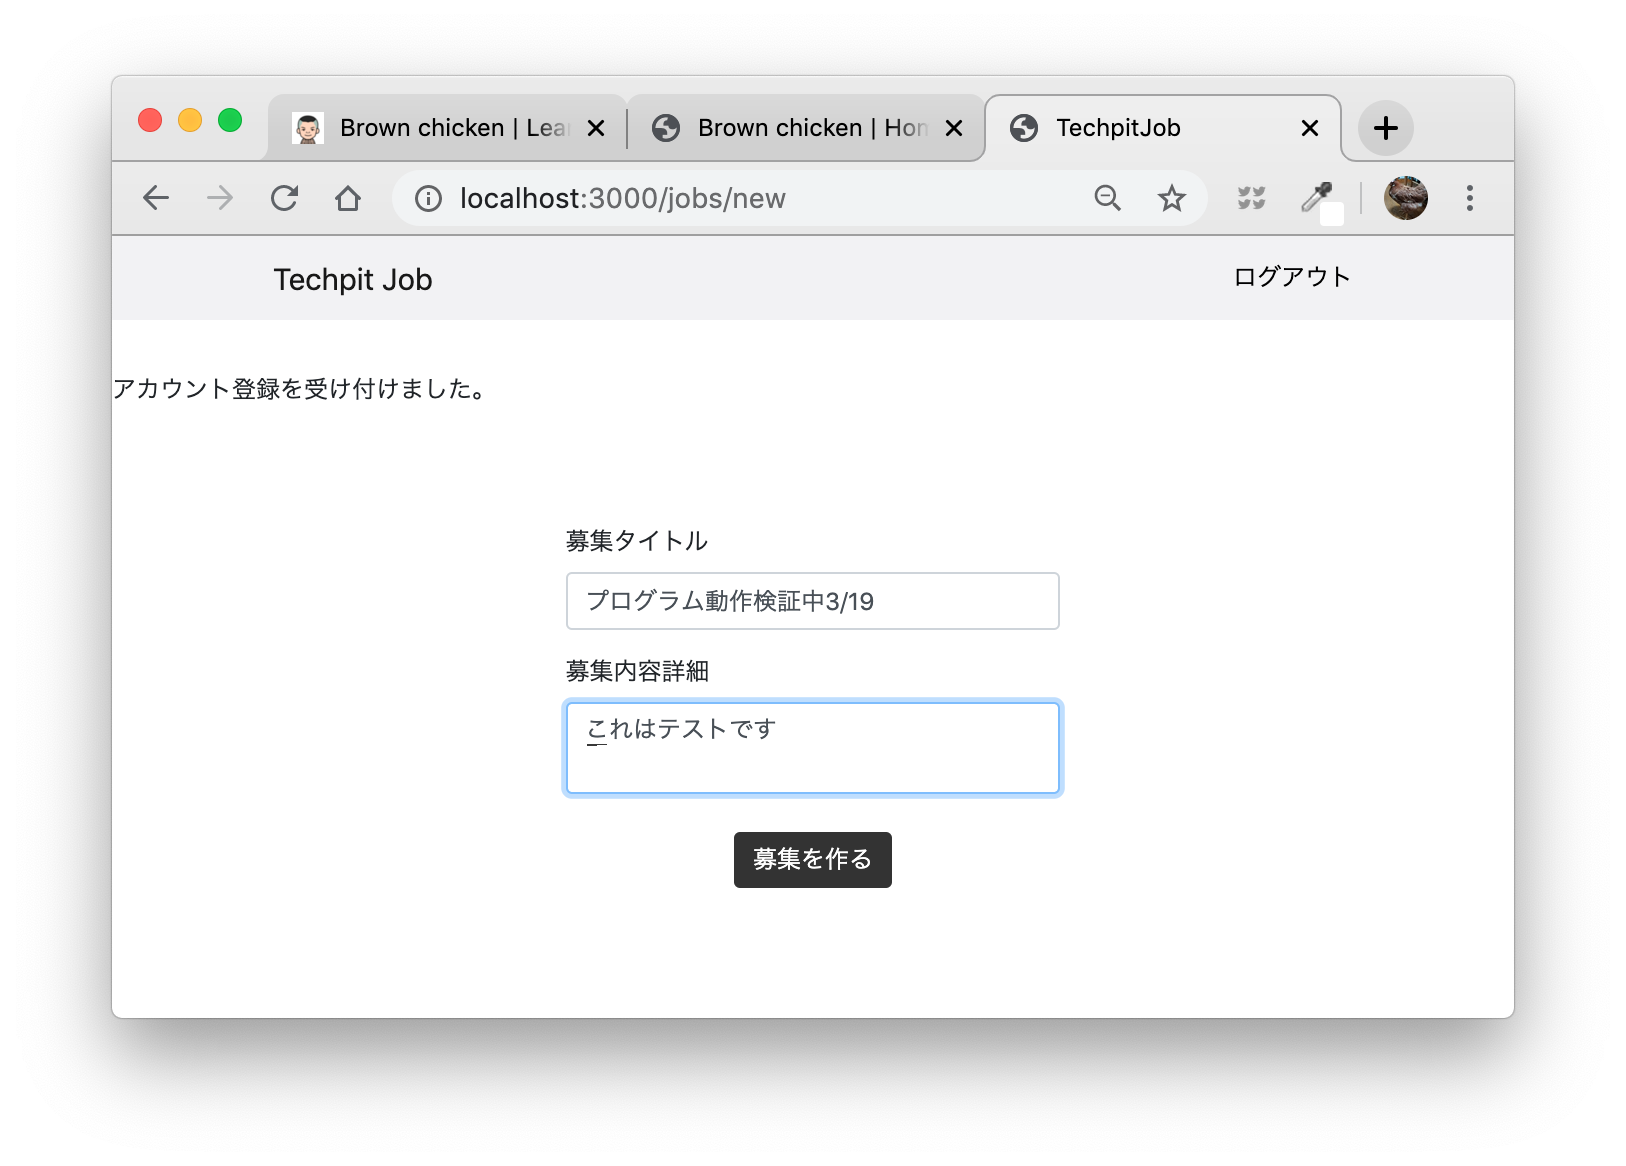 Brown chicken | Lea
Brown chicken | Hon
TechpitJob
localhost:3000/jobs/new
Techpit Job
ログアウト
アカウント登録を受け付けました。
募集タイトル
プログラム動作検証中3/19
募集内容詳細
これはテストです
募集を作る